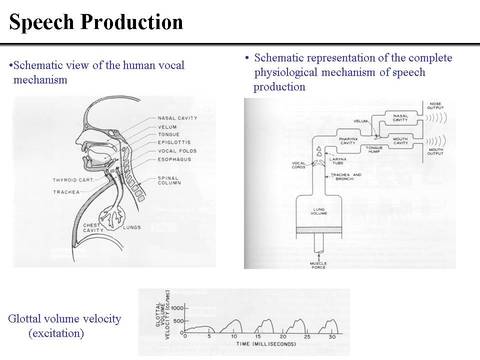 Speech Production
•Schematic view of the human vocal
mechanism
• Schematic representation of the complete
physiological mechanism of speech
production
NASAL CAVITY
VELUM
TONGUE
EPIGLOTTIS
VOCAL FOLDS
ESOPHAGUS
THYROID CART.
TRACHEA
SPINAL
COLUMN
CHEST
CAVITY
LUNGS
NOSE
OUTPUT
NASAL
CAVITY
VELUM
PHARYNX
CAVITY
MOUTH
CAVITY
TONGUE
HUMP
MOUTH
OUTPUT
VOCAL
CORDS
LARYNX
TUBE
TRACHEA AND
BRONCHI
LUNG
VOLUME
MUSCLE
FORCE
Glottal volume velocity
(excitation)
GLOTTAL
VOLUME
VELOCITY (CC/SEC)
1000
500
0
0 5 10 15 20 25 30
TIME (MILLISECONDS)